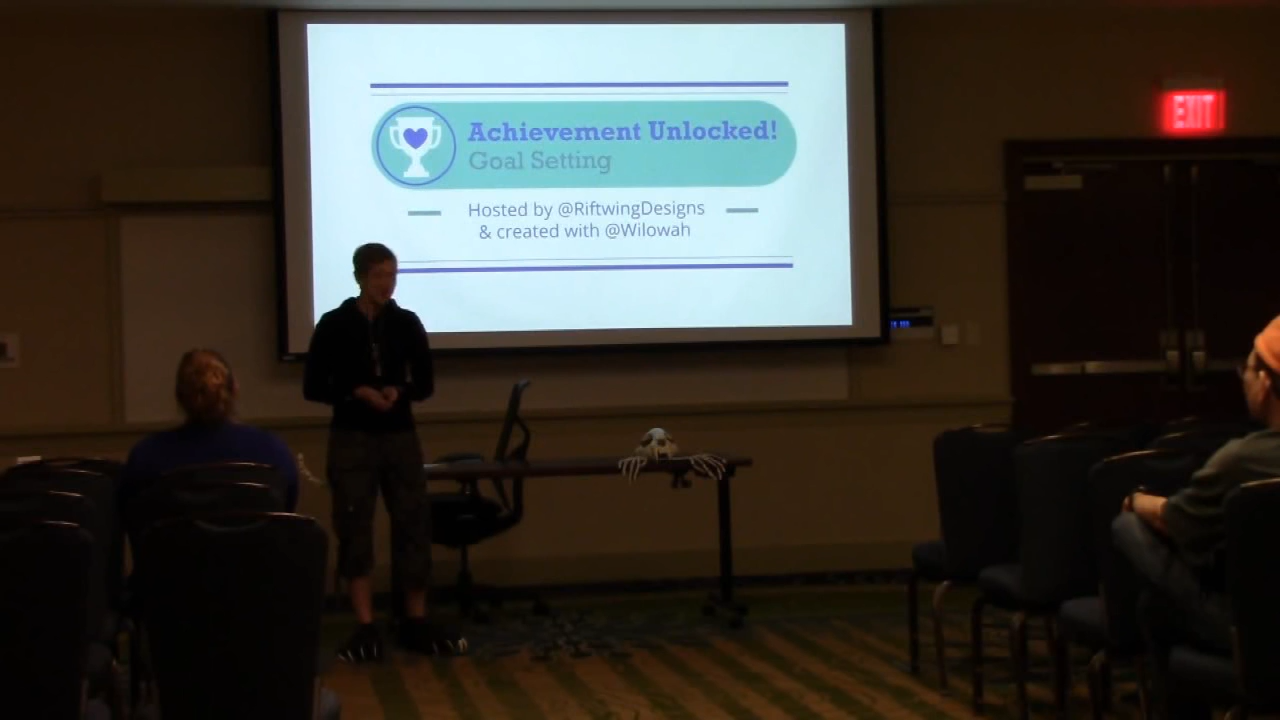 Achievement Unlocked!
Goal Setting
Hosted by @RiftwingDesigns
& created with @Wilowah
EXIT